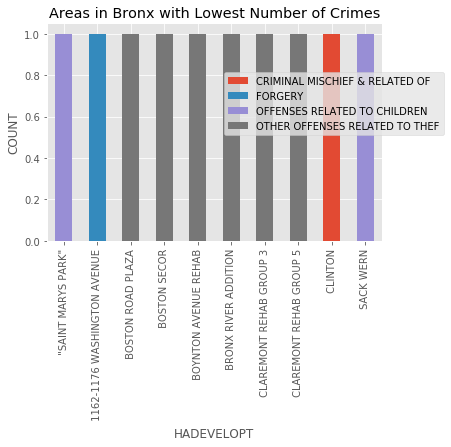 Areas in Bronx with Lowest Number of Crimes
COUNT
1.0
0.8
0.6
0.4
0.2
0.0
CRIMINAL MISCHIEF & RELATED OF
FORGERY
OFFENSES RELATED TO CHILDREN
OTHER OFFENSES RELATED TO THEF
"SAINT MARYS PARK"
1162-1176 WASHINGTON AVENUE
BOSTON ROAD PLAZA
BOSTON SECOR
BOYNTON AVENUE REHAB
BRONX RIVER ADDITION
CLAREMONT REHAB GROUP 3
CLAREMONT REHAB GROUP 5
CLINTON
SACK WERN
HADEVELOPT